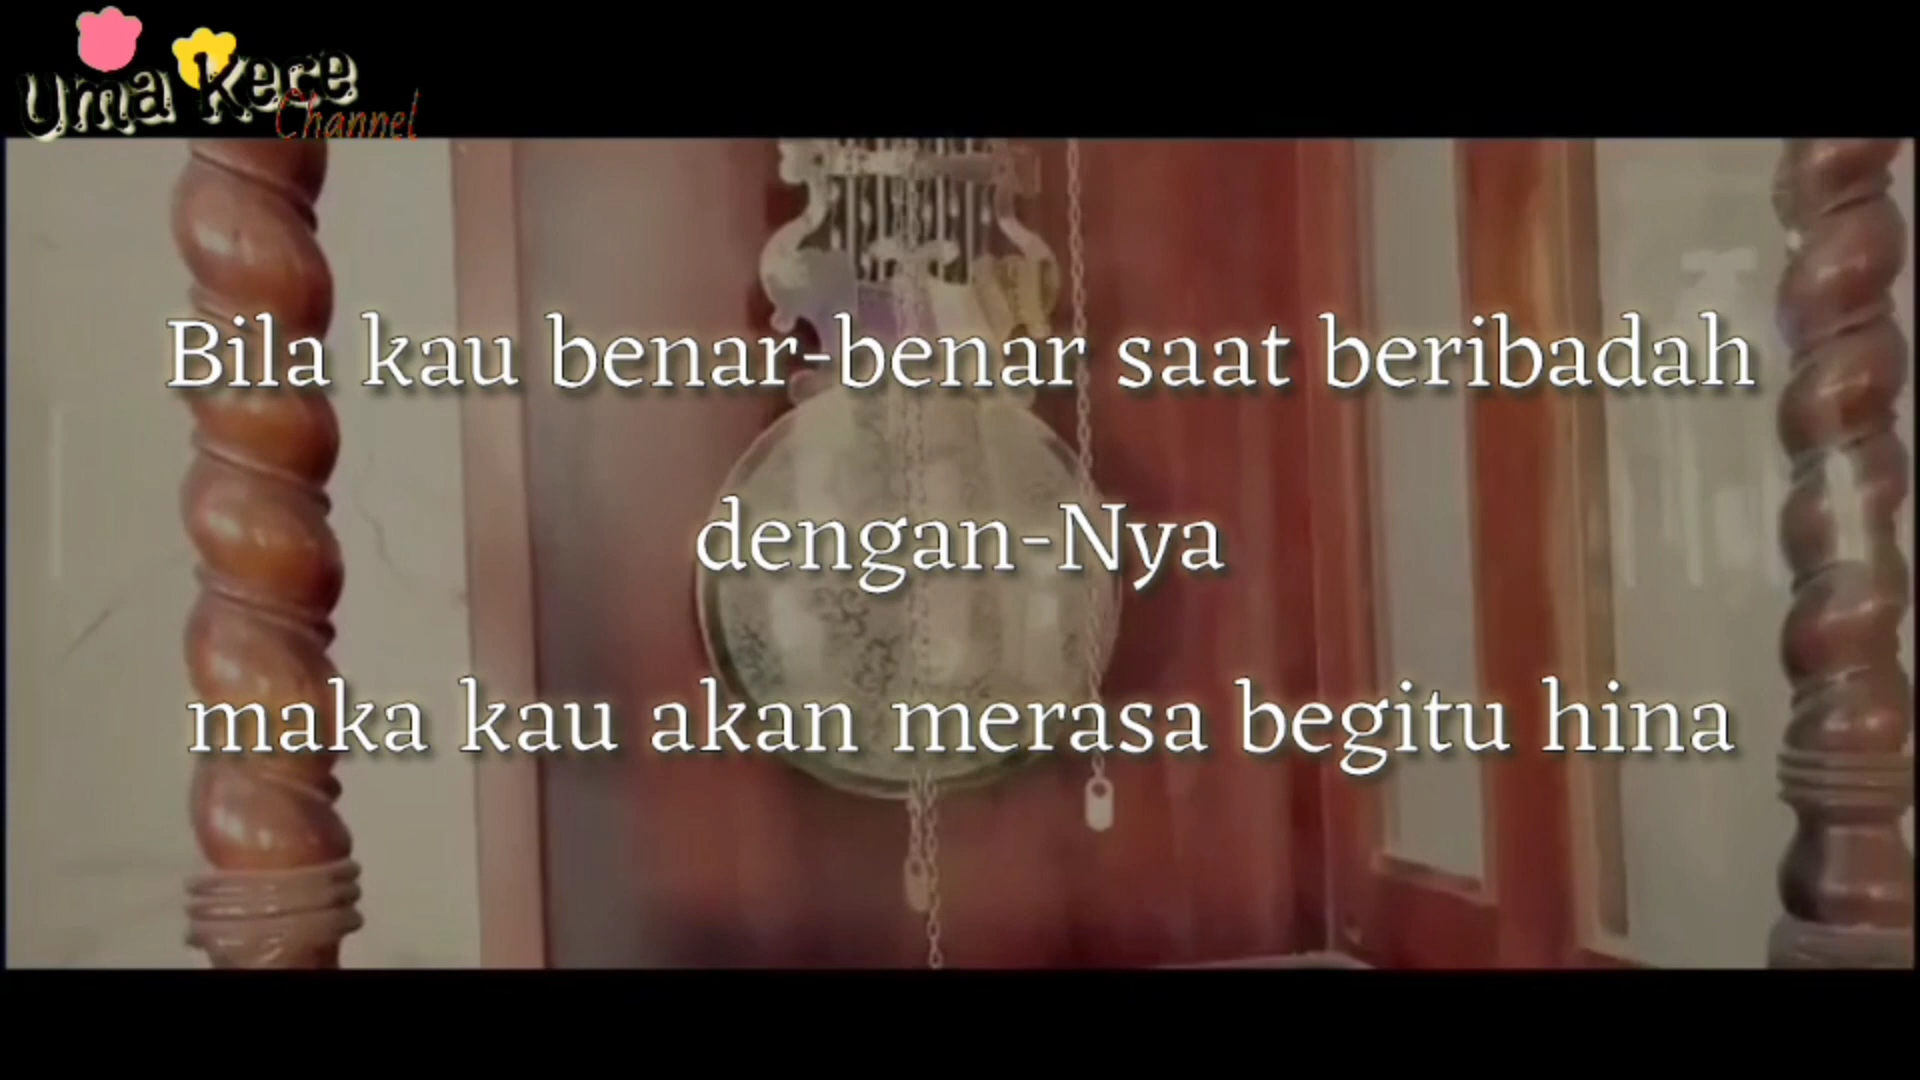 Uma Kece
Channel
Bila kau benar-benar saat beribadah
dengan-Nya
maka kau akan merasa begitu hina